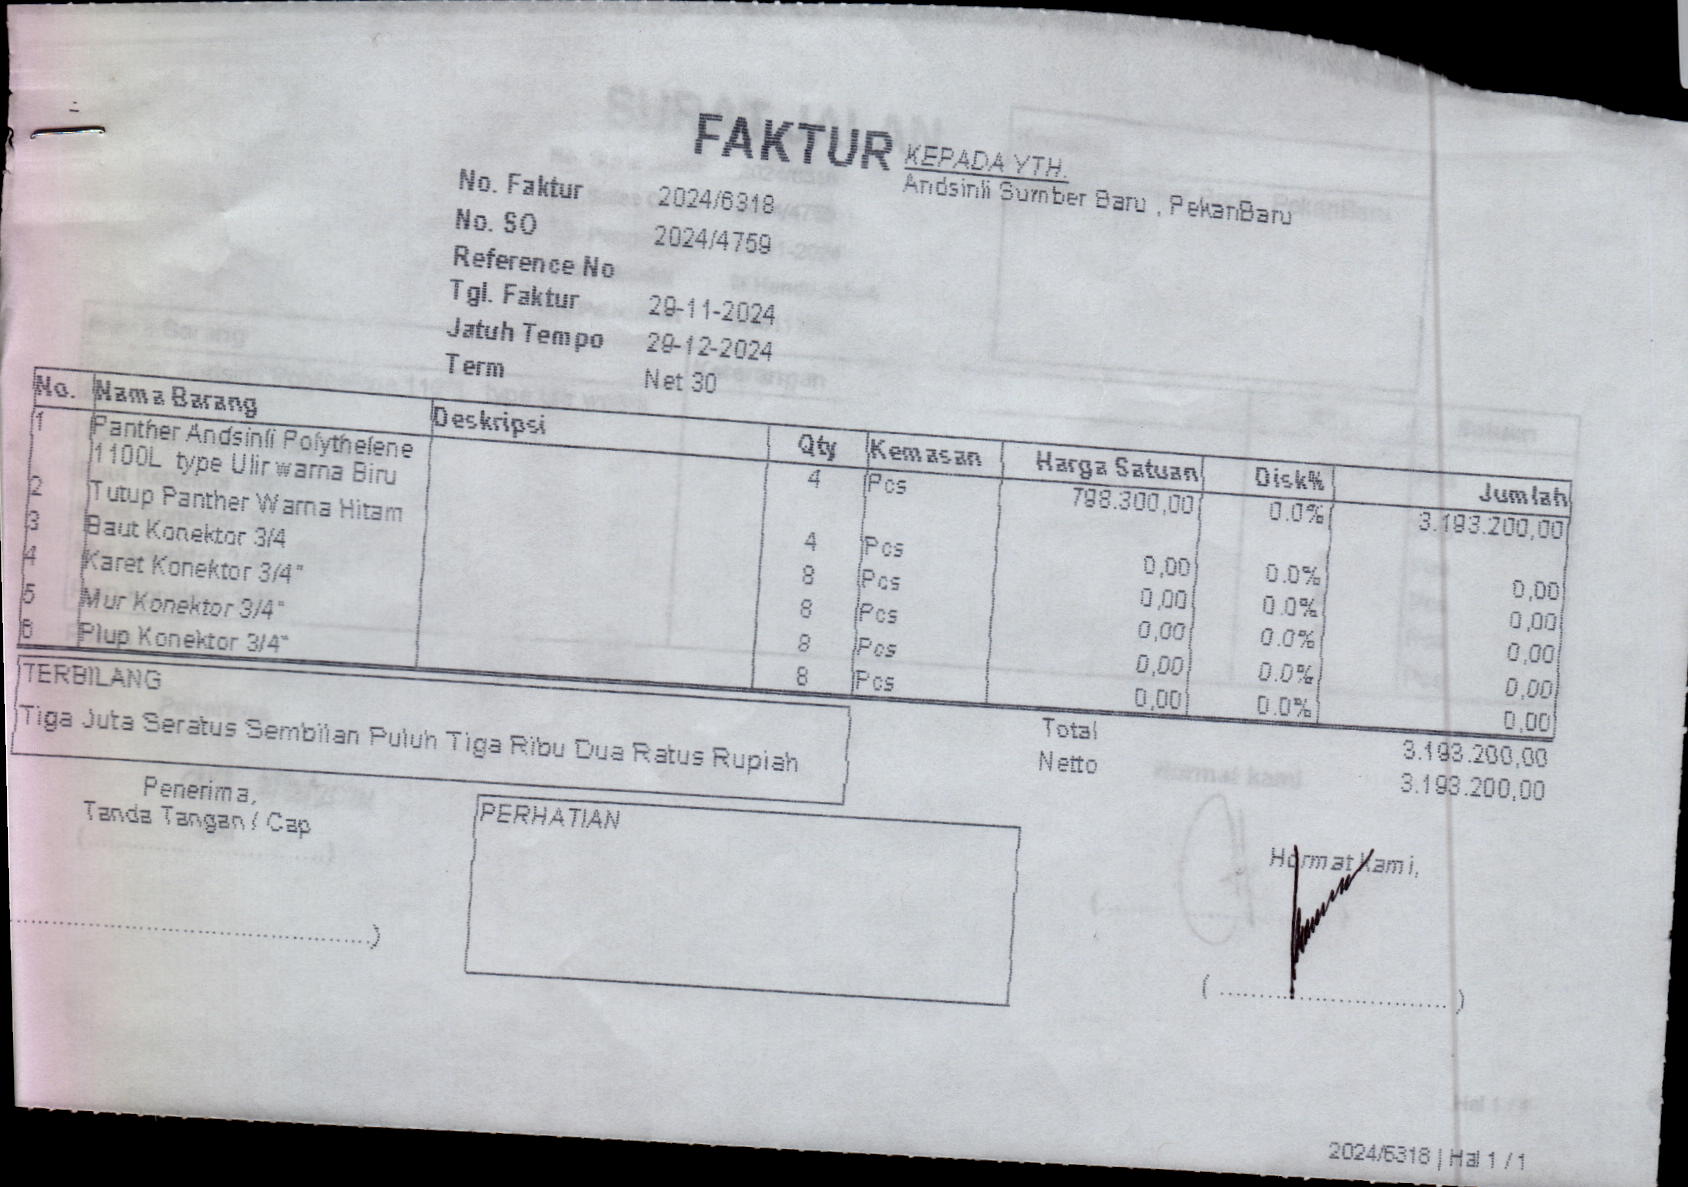 FAKTUR
KEPADA YTH.
Andsinli Sumber Baru , PekanBaru
No. Faktur 2024/6318
No. SO 2024/4759
Reference No
Tgl. Faktur 29-11-2024
Jatuh Tempo 29-12-2024
Term Net 30
No. Nama Barang Deskripsi Qty Kemasan Harga Satuan Disk% Jumlah
1 Panther Andsinli Polythelene 4 Pcs 798.300,00 0.0% 3.193.200,00
1100L type Ulir warna Biru
2 Tutup Panther Warna Hitam 4 Pcs 0,00 0.0% 0,00
3 Baut Konektor 3/4 8 Pcs 0,00 0.0% 0,00
4 Karet Konektor 3/4" 8 Pcs 0,00 0.0% 0,00
5 Mur Konektor 3/4" 8 Pcs 0,00 0.0% 0,00
6 Plup Konektor 3/4" 8 Pcs 0,00 0.0% 0,00
TERBILANG
Tiga Juta Seratus Sembilan Puluh Tiga Ribu Dua Ratus Rupiah
Total 3.193.200,00
Netto 3.193.200,00
Penerima,
Tanda Tangan / Cap
PERHATIAN
Hormat Kami,
2024/6318 | Hal 1 / 1